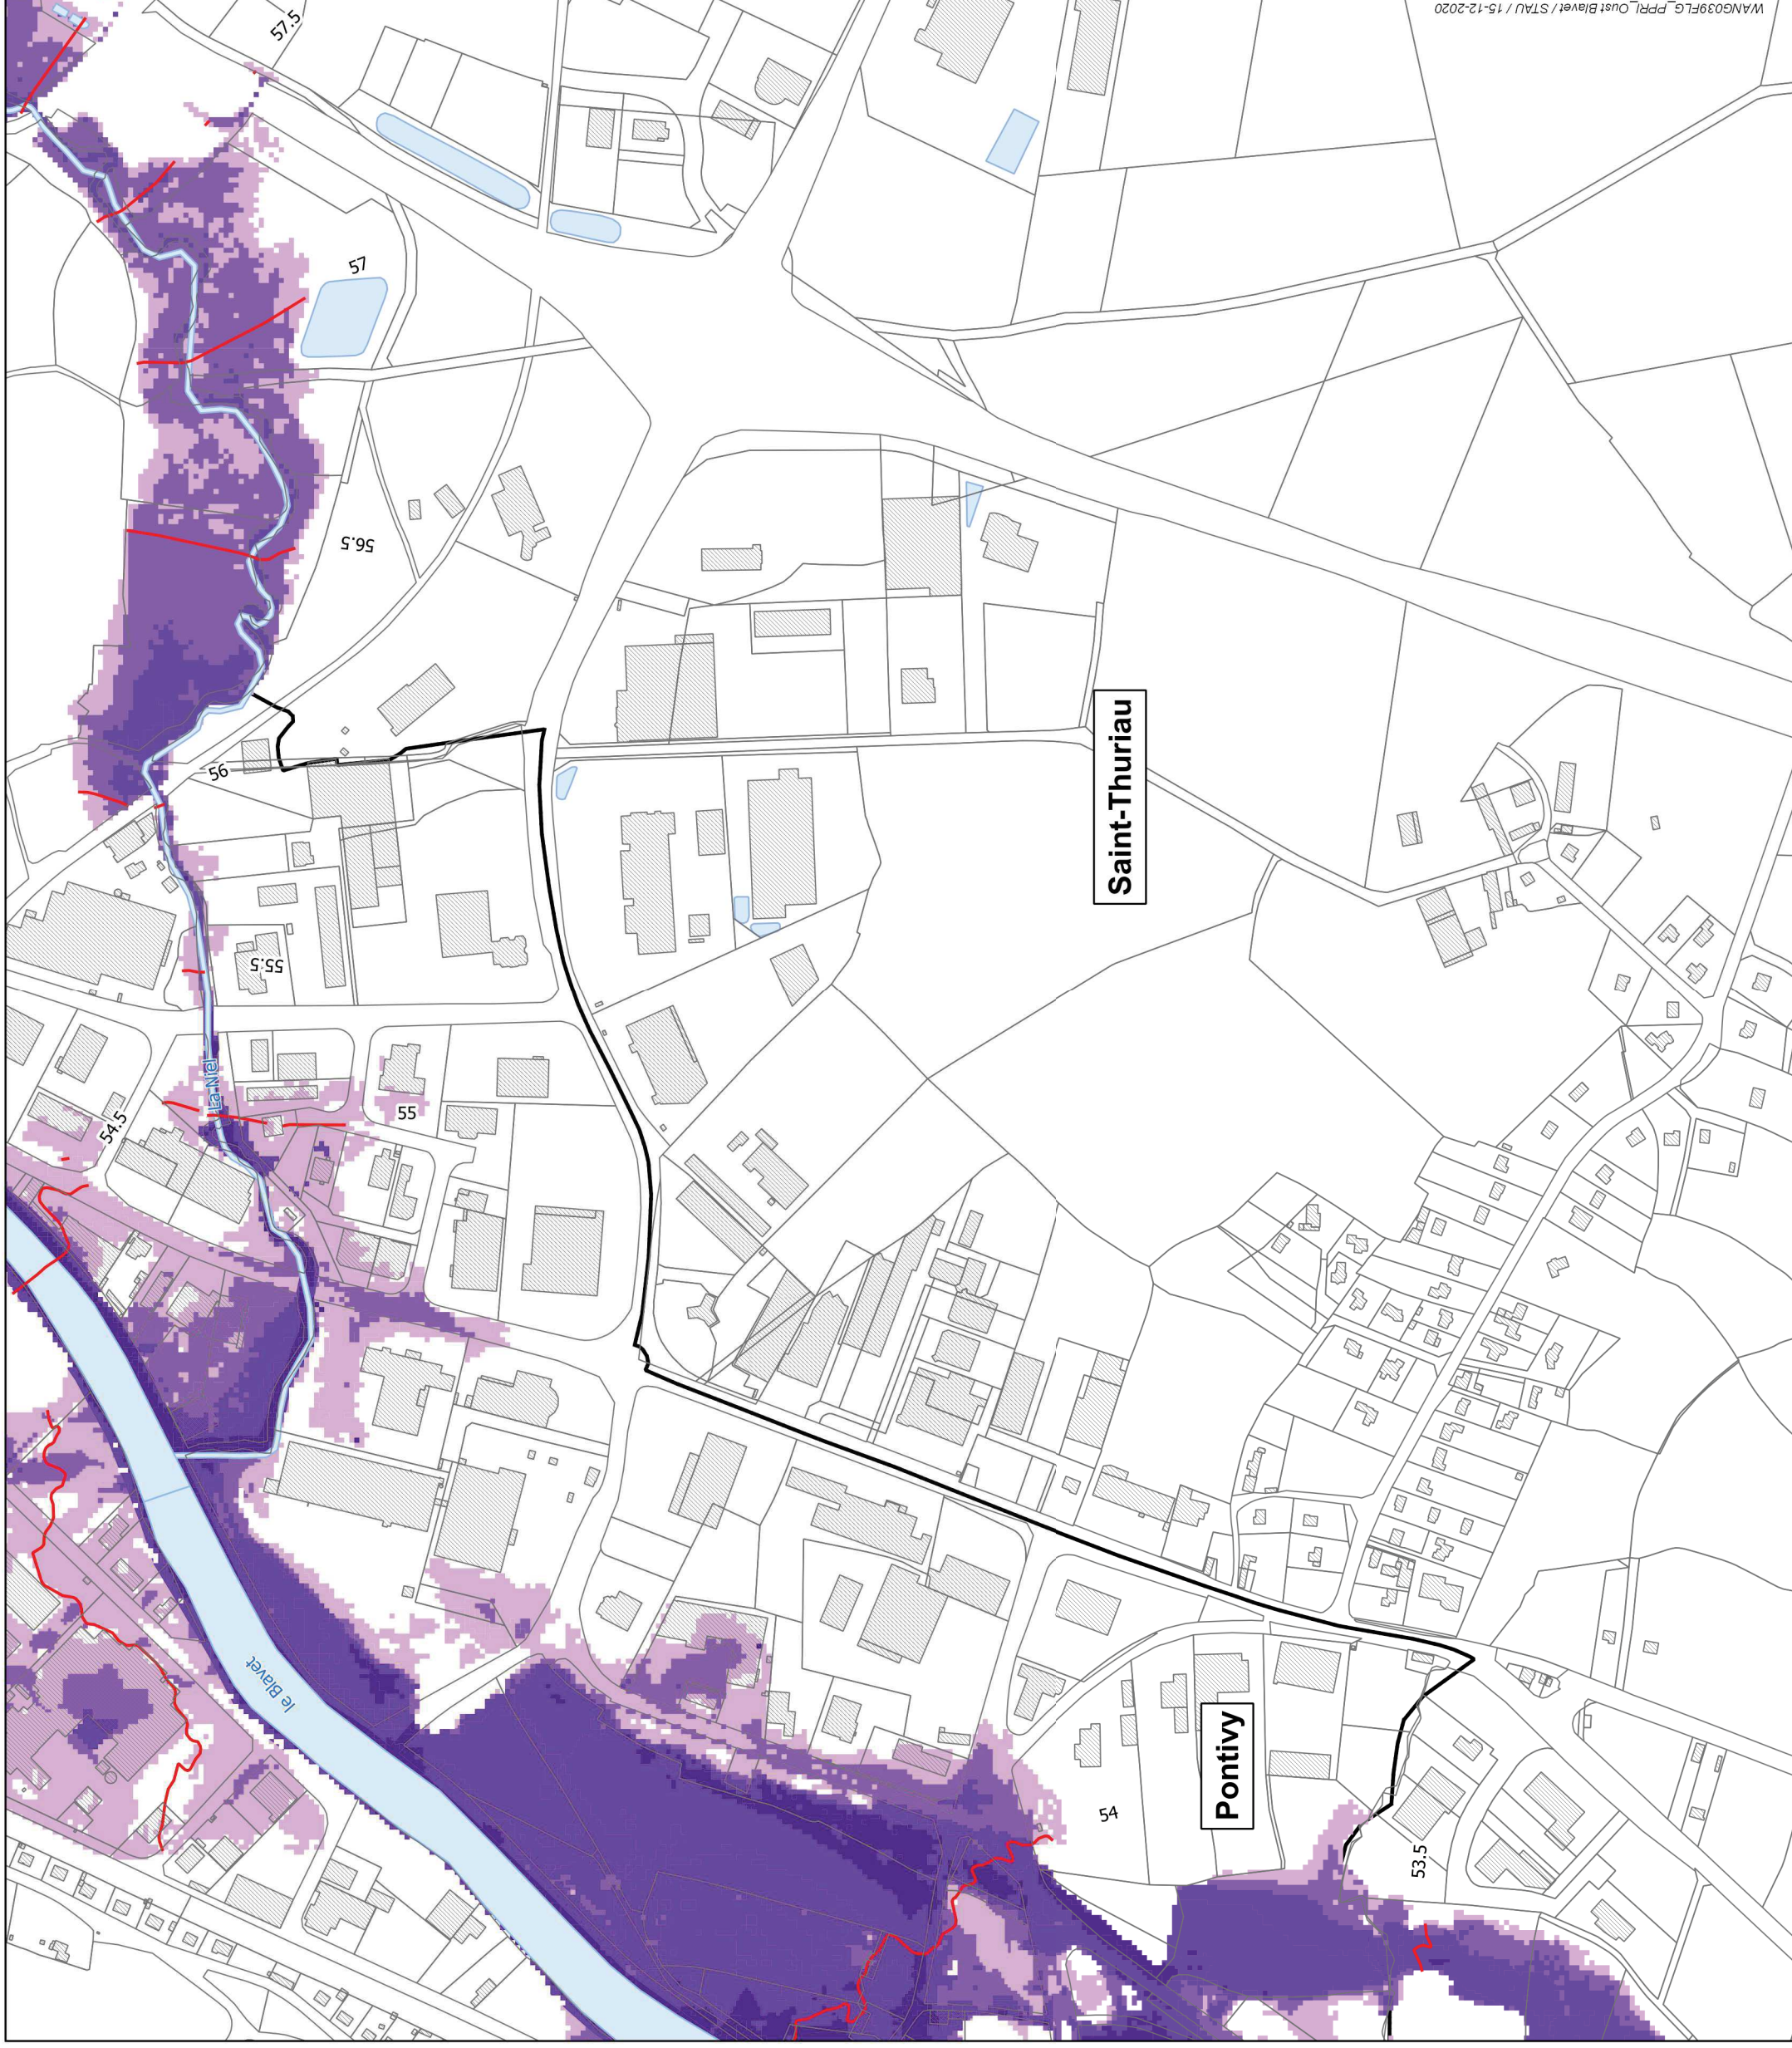 WANG039FLG_PPRI_Oust Blavet / STAU / 15-12-2020
57.5
57
56.5
56
55.5
La Niel
55
54.5
Saint-Thuriau
le Blavet
Pontivy
54
53.5